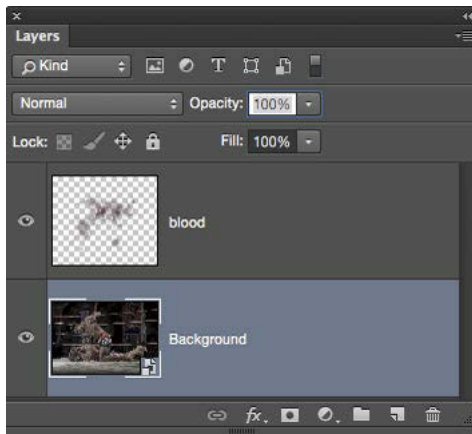 Layers
Kind
Normal Opacity: 100%
Lock: Fill: 100%
blood
Background